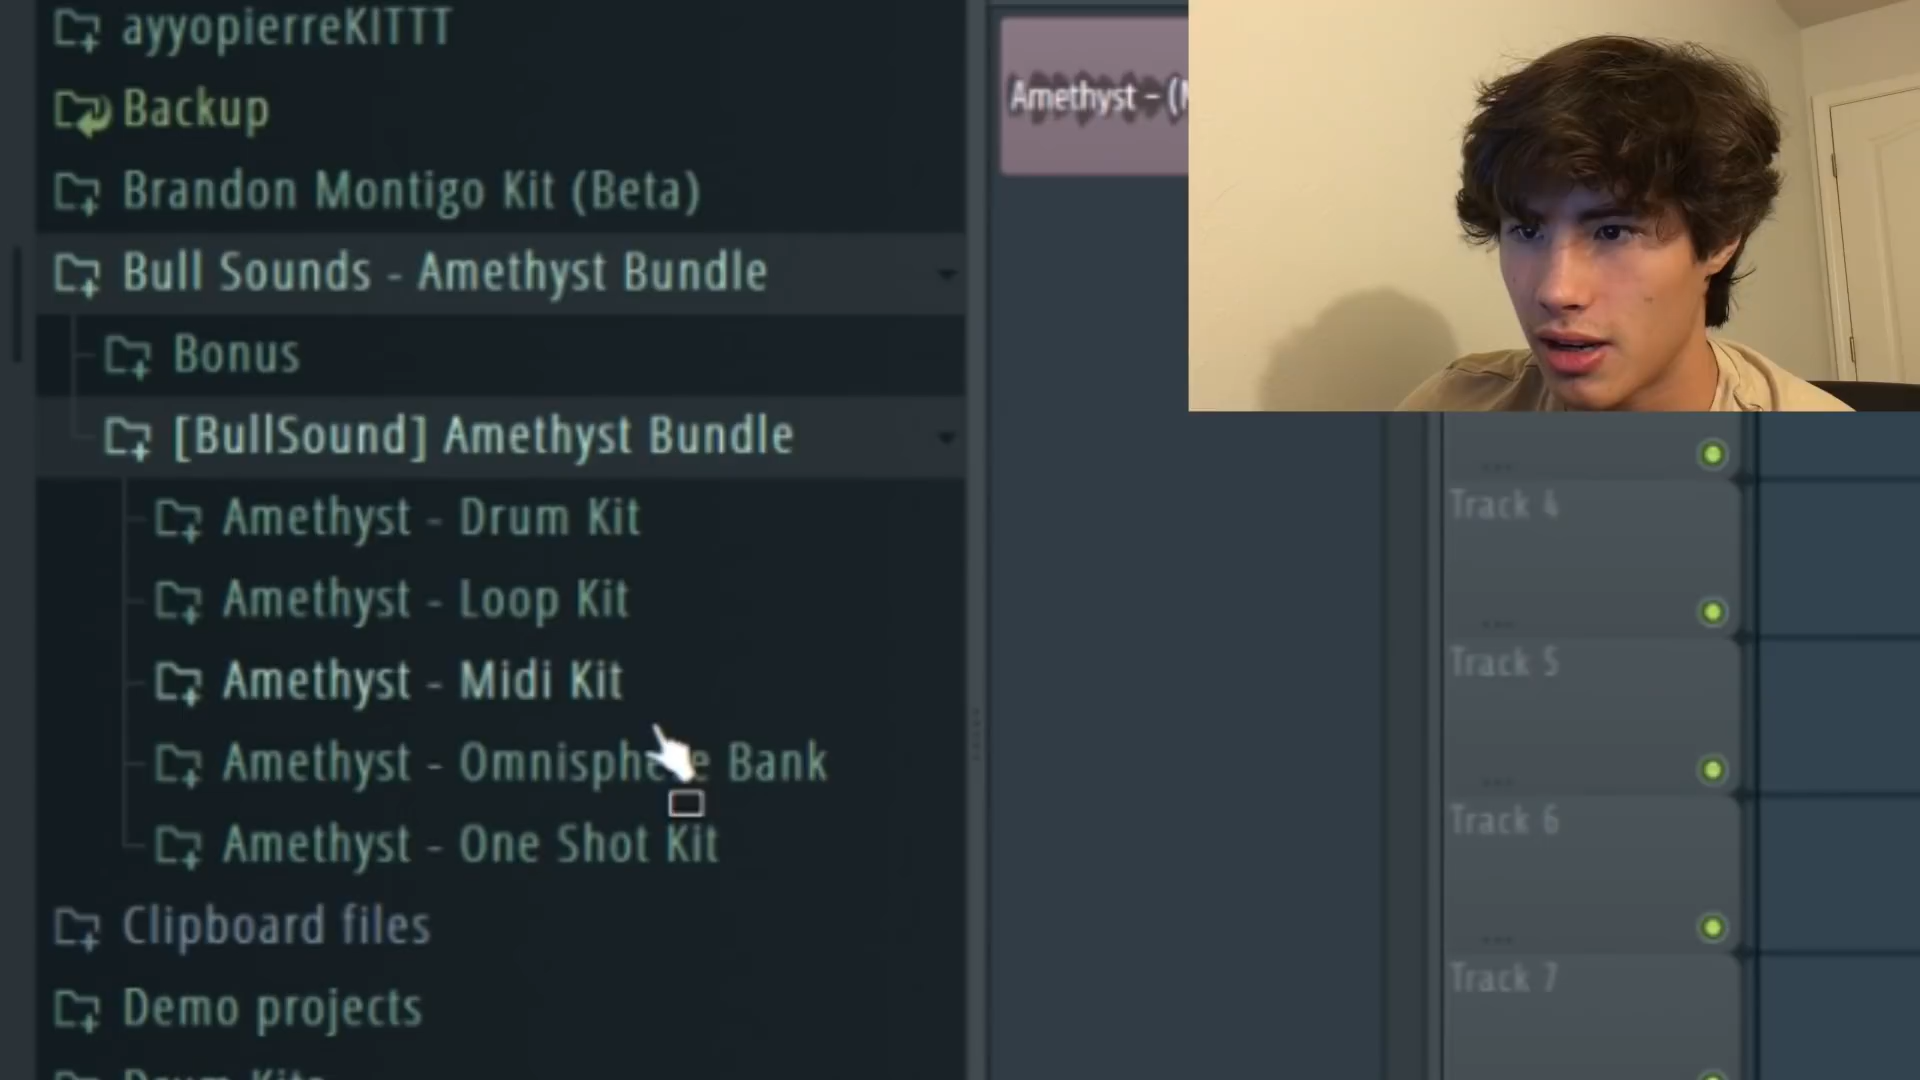 ayyopierreKITTT
Backup
Brandon Montigo Kit (Beta)
Bull Sounds - Amethyst Bundle
Bonus
[BullSound] Amethyst Bundle
Amethyst - Drum Kit
Amethyst - Loop Kit
Amethyst - Midi Kit
Amethyst - Omnisphere Bank
Amethyst - One Shot Kit
Clipboard files
Demo projects
Drum Kits
Amethyst - (
Track 4
Track 5
Track 6
Track 7